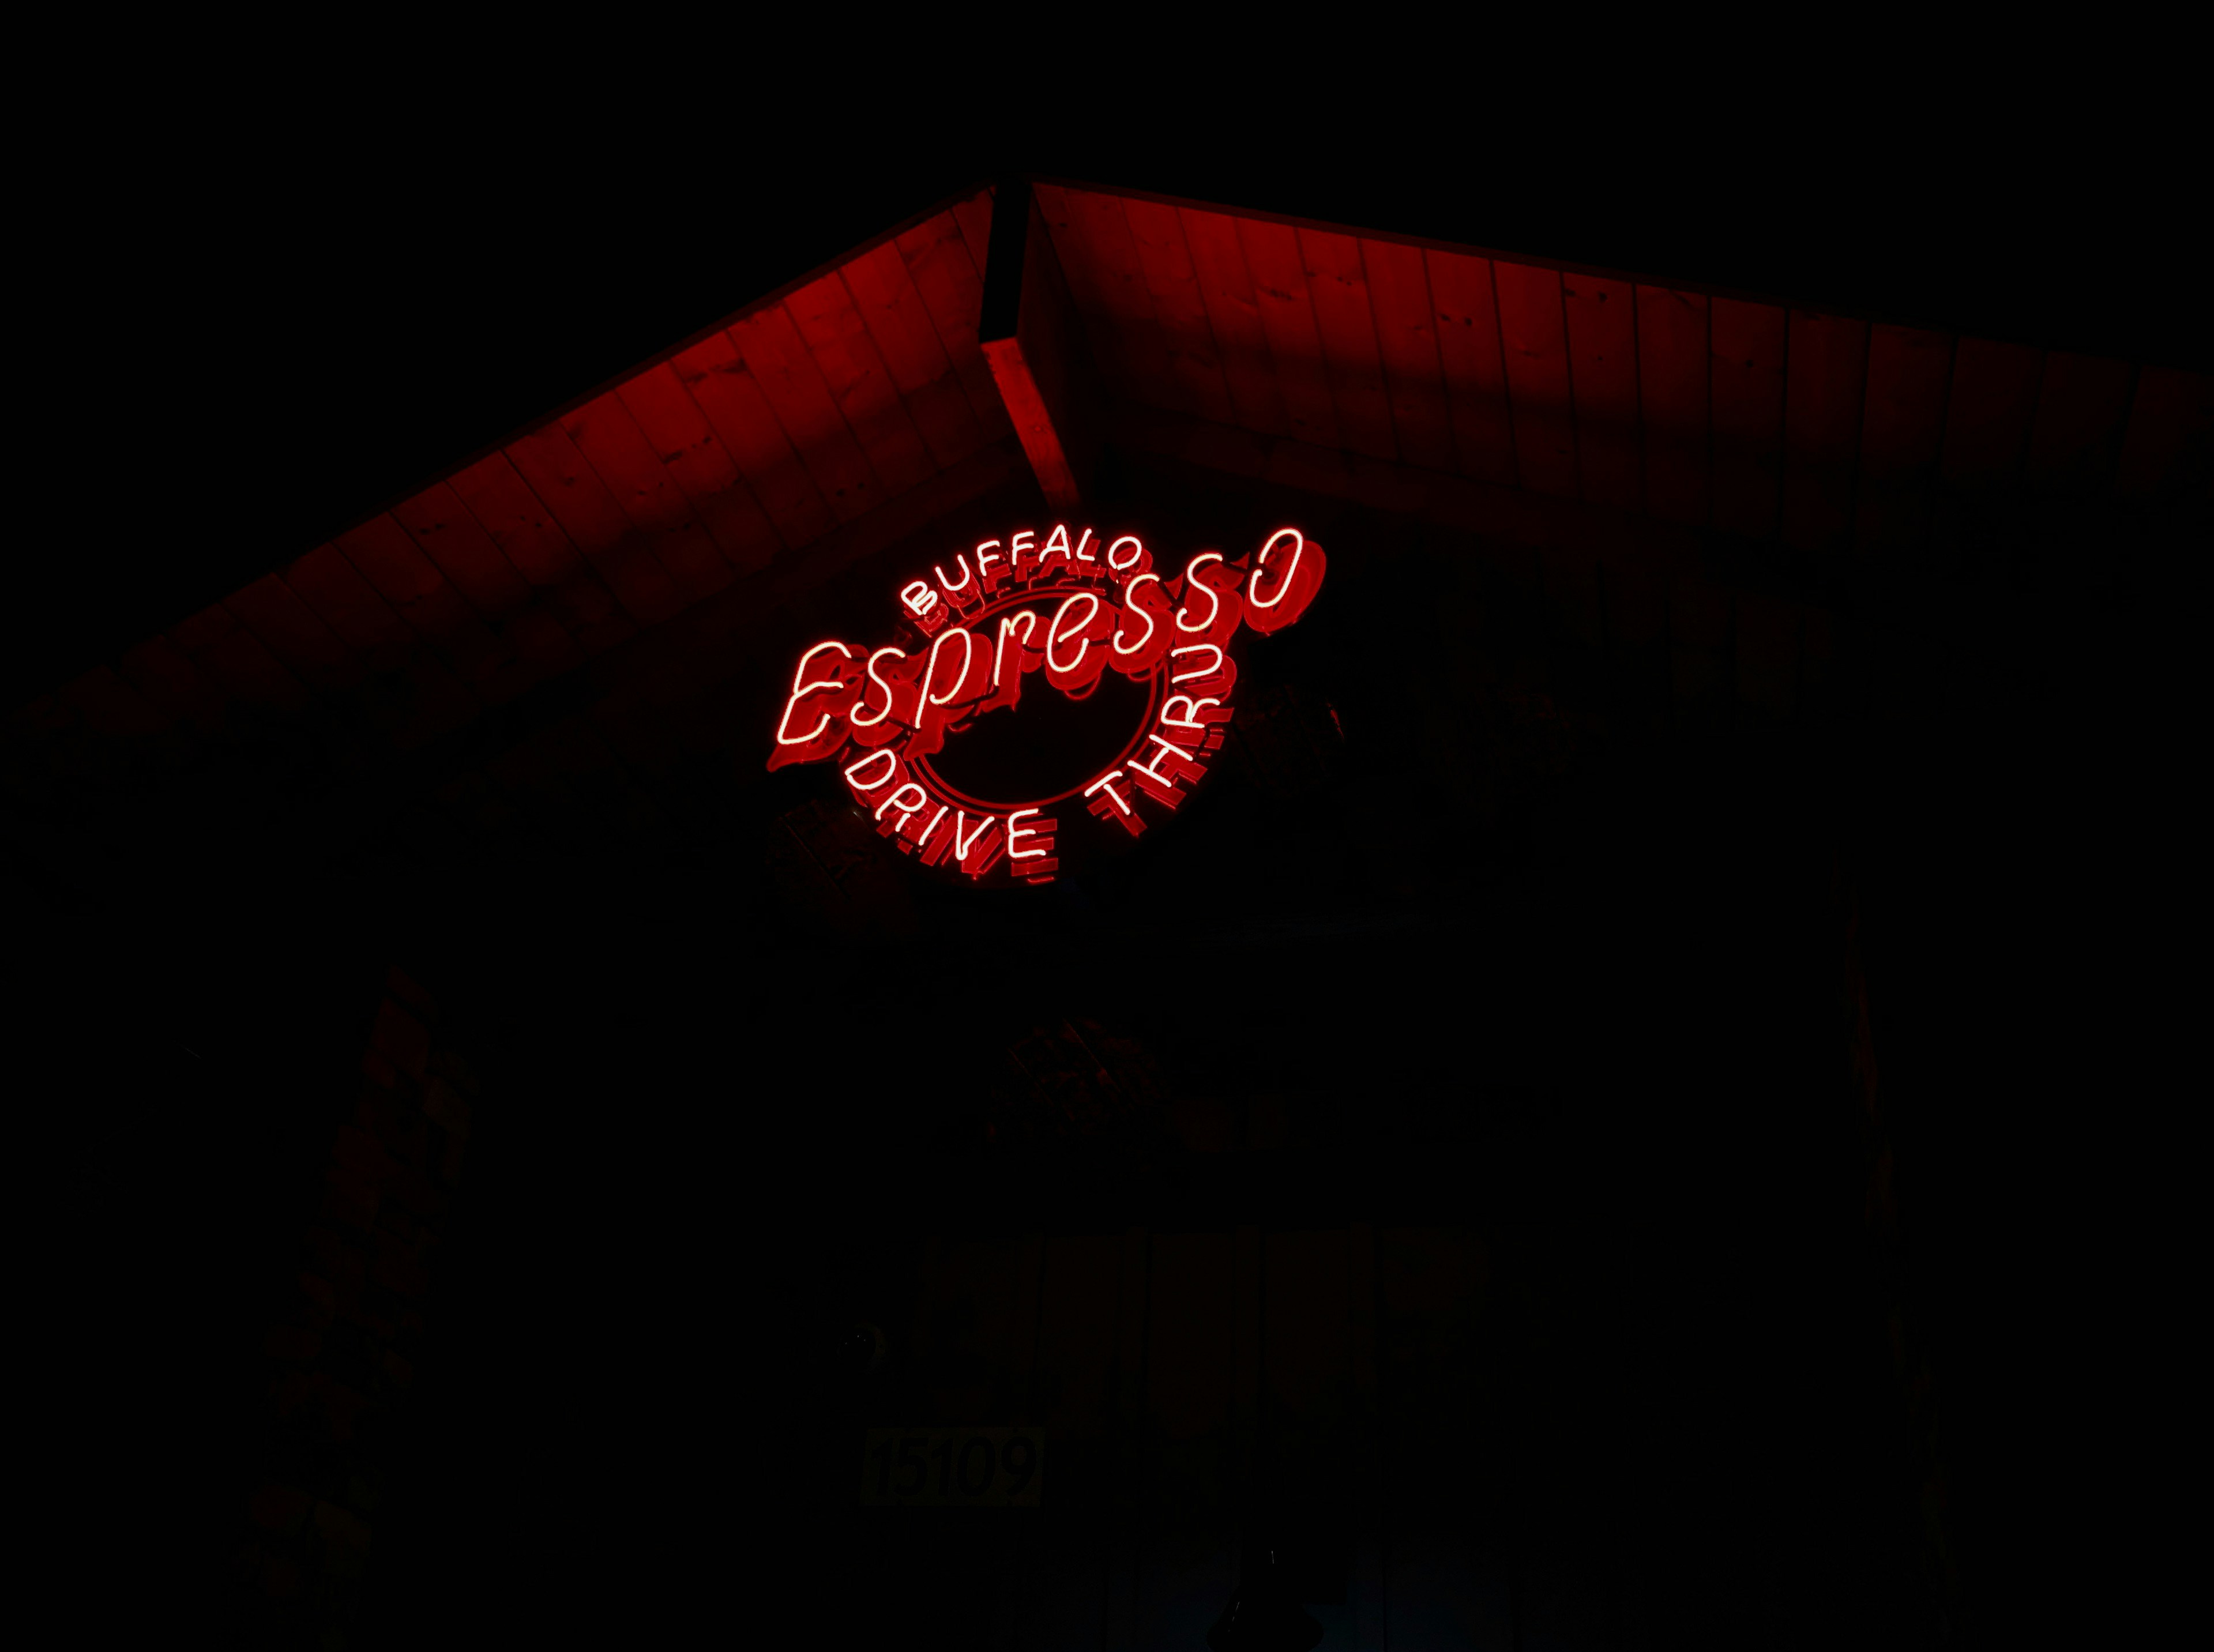 BUFFALO
Espresso
DRIVE THRU
15109